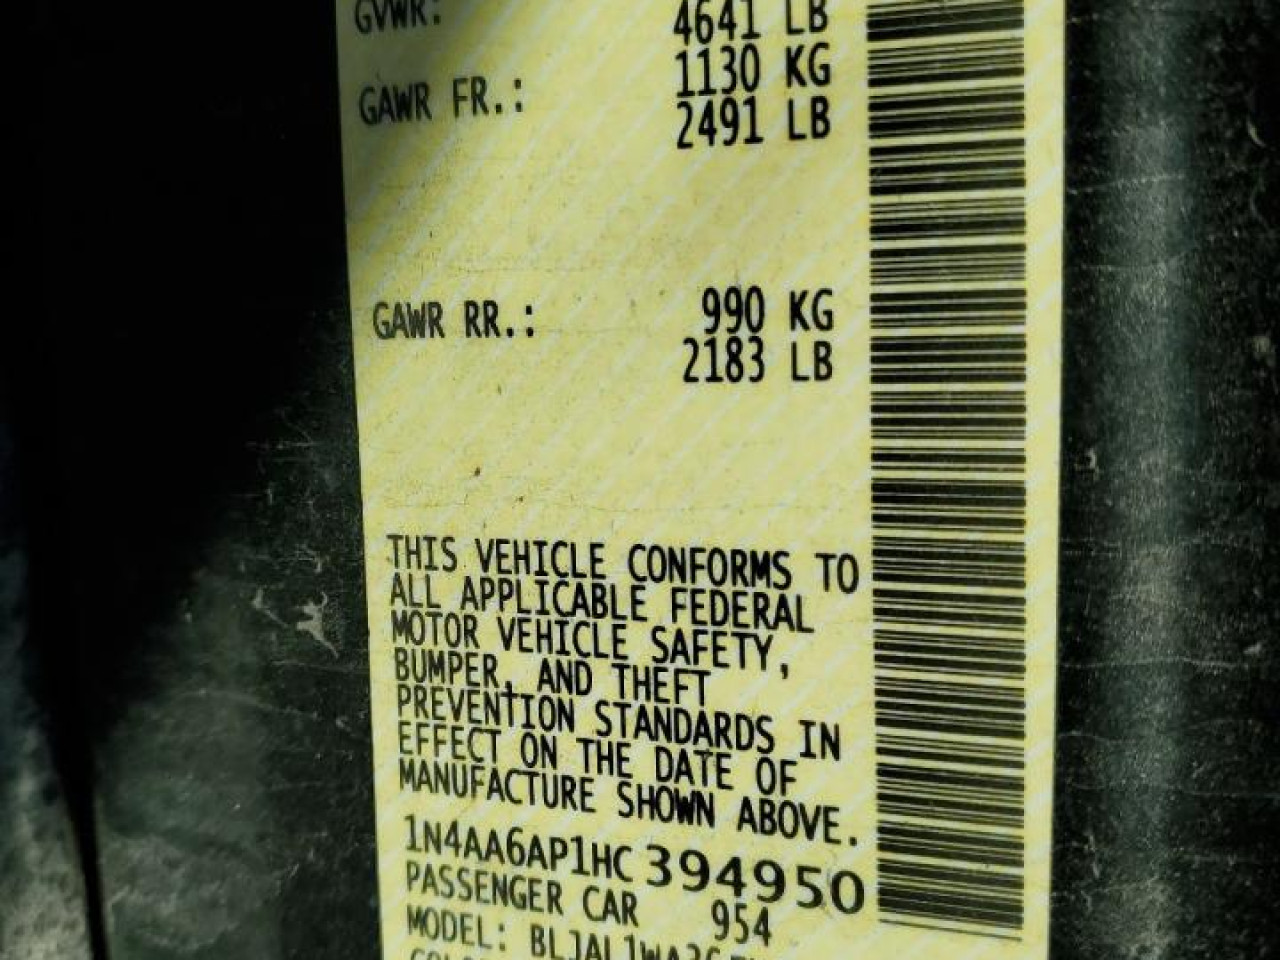 GVWR: 4641 LB
1130 KG
GAWR FR.: 2491 LB
GAWR RR.: 990 KG
2183 LB
THIS VEHICLE CONFORMS TO
ALL APPLICABLE FEDERAL
MOTOR VEHICLE SAFETY,
BUMPER, AND THEFT
PREVENTION STANDARDS IN
EFFECT ON THE DATE OF
MANUFACTURE SHOWN ABOVE.
1N4AA6AP1HC394950
PASSENGER CAR 954
MODEL: